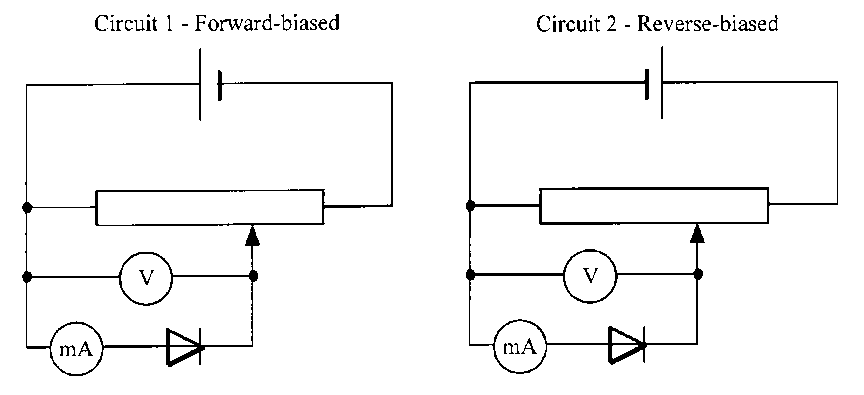 Circuit 1 - Forward-biased
Circuit 2 - Reverse-biased
V
V
mA
mA